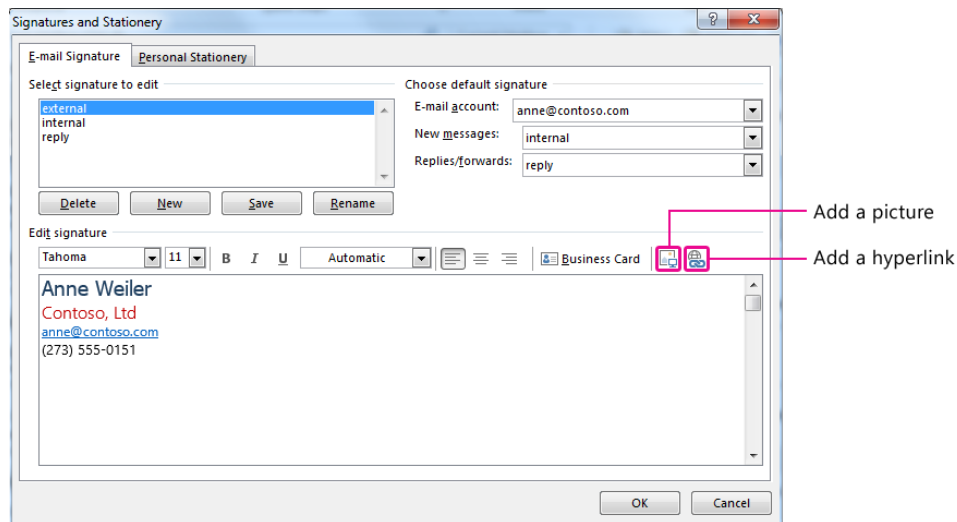 Signatures and Stationery
?
E-mail Signature
Personal Stationery
Select signature to edit
external
internal
reply
Delete
New
Save
Rename
Choose default signature
E-mail account:
anne@contoso.com
New messages:
internal
Replies/forwards:
reply
Edit signature
Tahoma
11
B
I
U
Automatic
Business Card
Anne Weiler
Contoso, Ltd
anne@contoso.com
(273) 555-0151
OK
Cancel
Add a picture
Add a hyperlink